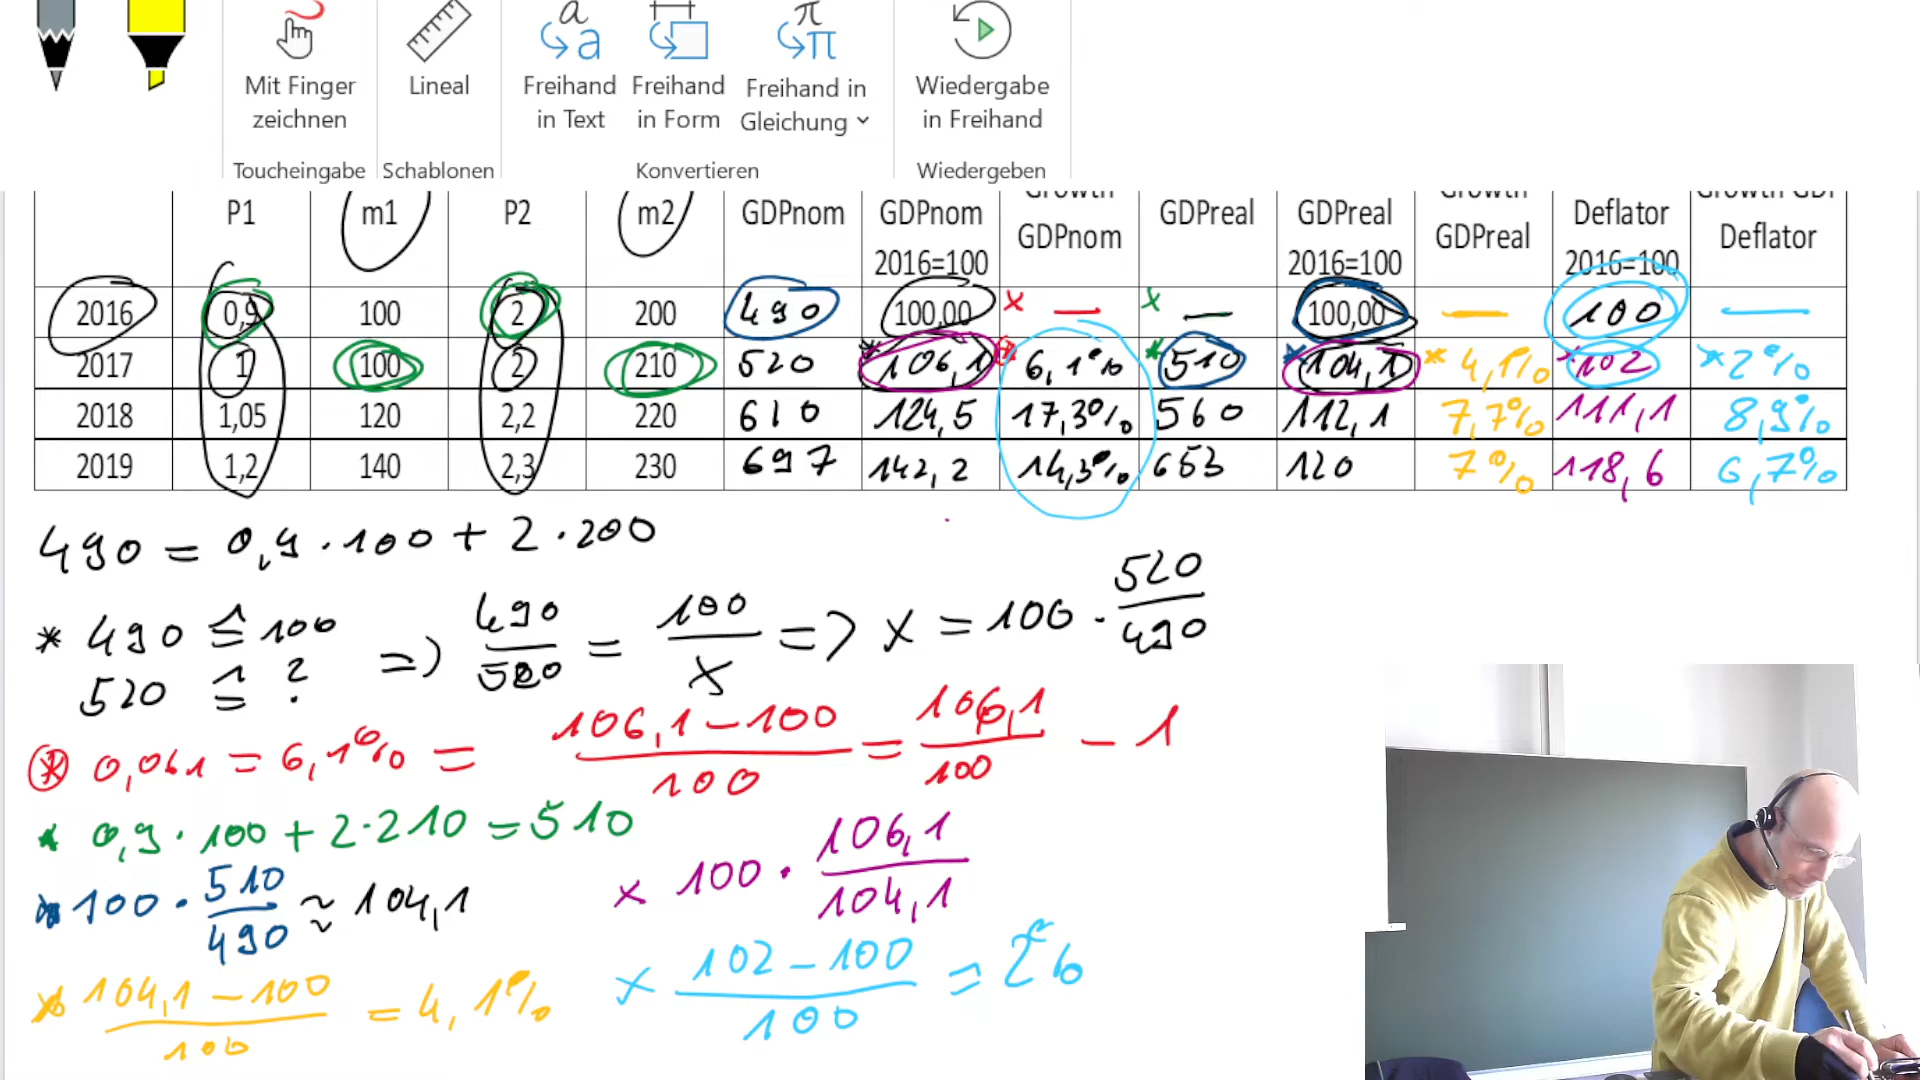 Mit Finger zeichnen
Lineal
Freihand in Text
Freihand in Form
Freihand in Gleichung
Wiedergabe in Freihand
Toucheingabe
Schablonen
Konvertieren
Wiedergeben
P1 m1 P2 m2 GDPnom GDPnom 2016=100 Growth GDPnom GDPreal GDPreal 2016=100 Growth GDPreal Deflator 2016=100 Growth GDP Deflator
2016 0,9 100 2 200 490 100,00 x — x — 100,00 — 100 —
2017 1 100 2 210 520 * 106,1 * 6,1% * 510 * 104,1 * 4,1% * 102 * 2%
2018 1,05 120 2,2 220 610 124,5 17,3% 560 112,1 7,7% 111,1 8,9%
2019 1,2 140 2,3 230 697 142,2 14,3% 653 120 7% 118,6 6,7%
490 = 0,9 · 100 + 2 · 200
* 490 ≙ 100
520 ≙ ?
=> 490/520 = 100/x => x = 100 · 520/490
* 0,061 = 6,1% = (106,1 - 100)/100 = 106,1/100 - 1
* 0,9 · 100 + 2 · 210 = 510
* 100 · 510/490 ≈ 104,1
x 100 · 106,1/104,1
* (104,1 - 100)/100 = 4,1%
x (102 - 100)/100 = 2%